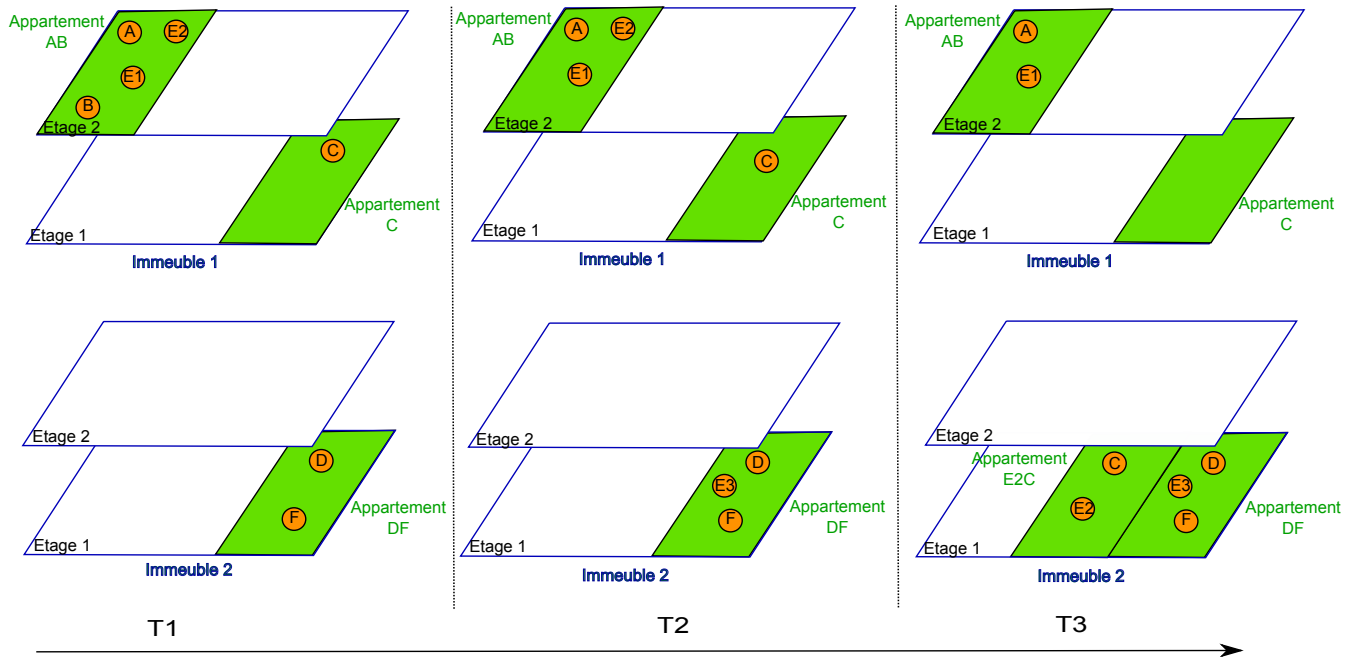 Appartement
AB
A
E2
E1
B
Etage 2
C
Appartement
C
Etage 1
Immeuble 1
Etage 2
D
F
Appartement
DF
Etage 1
Immeuble 2
T1
Appartement
AB
A
E2
E1
Etage 2
C
Appartement
C
Etage 1
Immeuble 1
Etage 2
D
E3
F
Appartement
DF
Etage 1
Immeuble 2
T2
Appartement
AB
A
E1
Etage 2
Appartement
C
Etage 1
Immeuble 1
Etage 2
Appartement
E2C
C
E2
D
E3
F
Appartement
DF
Etage 1
Immeuble 2
T3